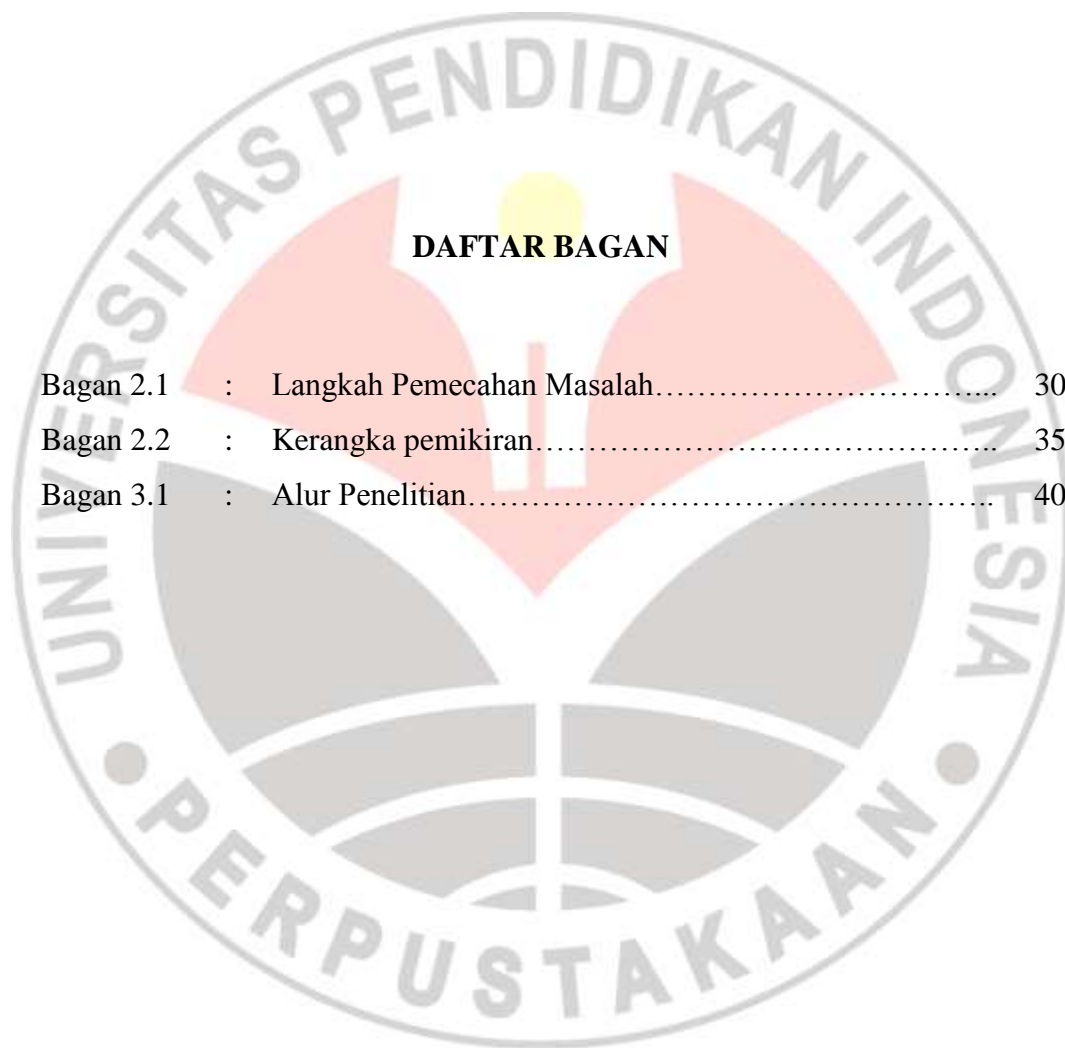 UNIVERSITAS PENDIDIKAN INDONESIA
DAFTAR BAGAN
Bagan 2.1 : Langkah Pemecahan Masalah…………………………... 30
Bagan 2.2 : Kerangka pemikiran…………………………………….. 35
Bagan 3.1 : Alur Penelitian…………………………………………. 40
PERPUSTAKAAN